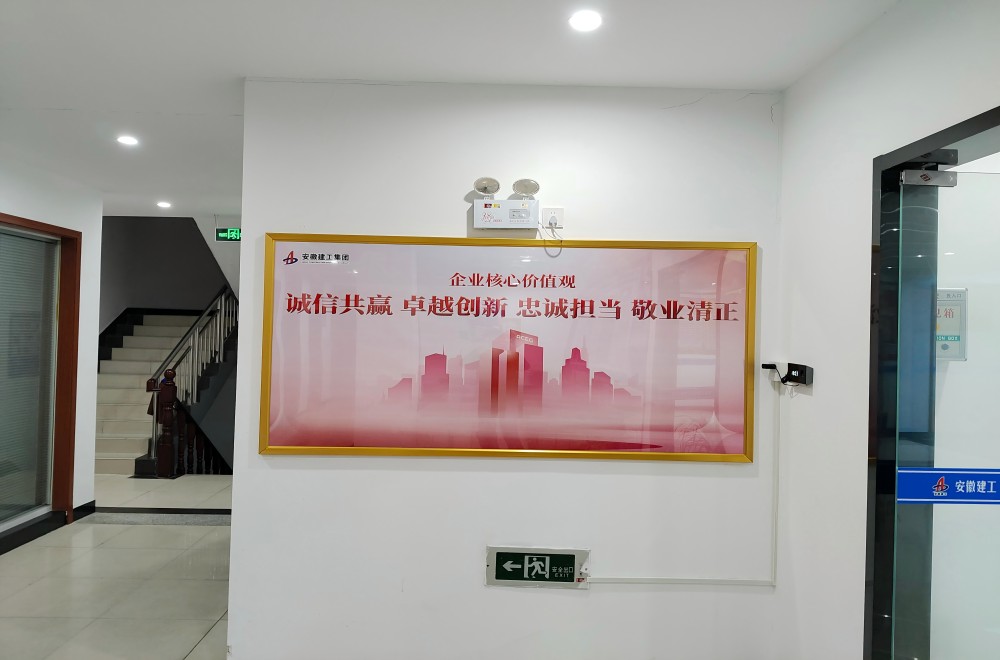 安徽建工集团
企业核心价值观
诚信共赢 卓越创新 忠诚担当 敬业清正
安全出口
EXIT
安徽建工